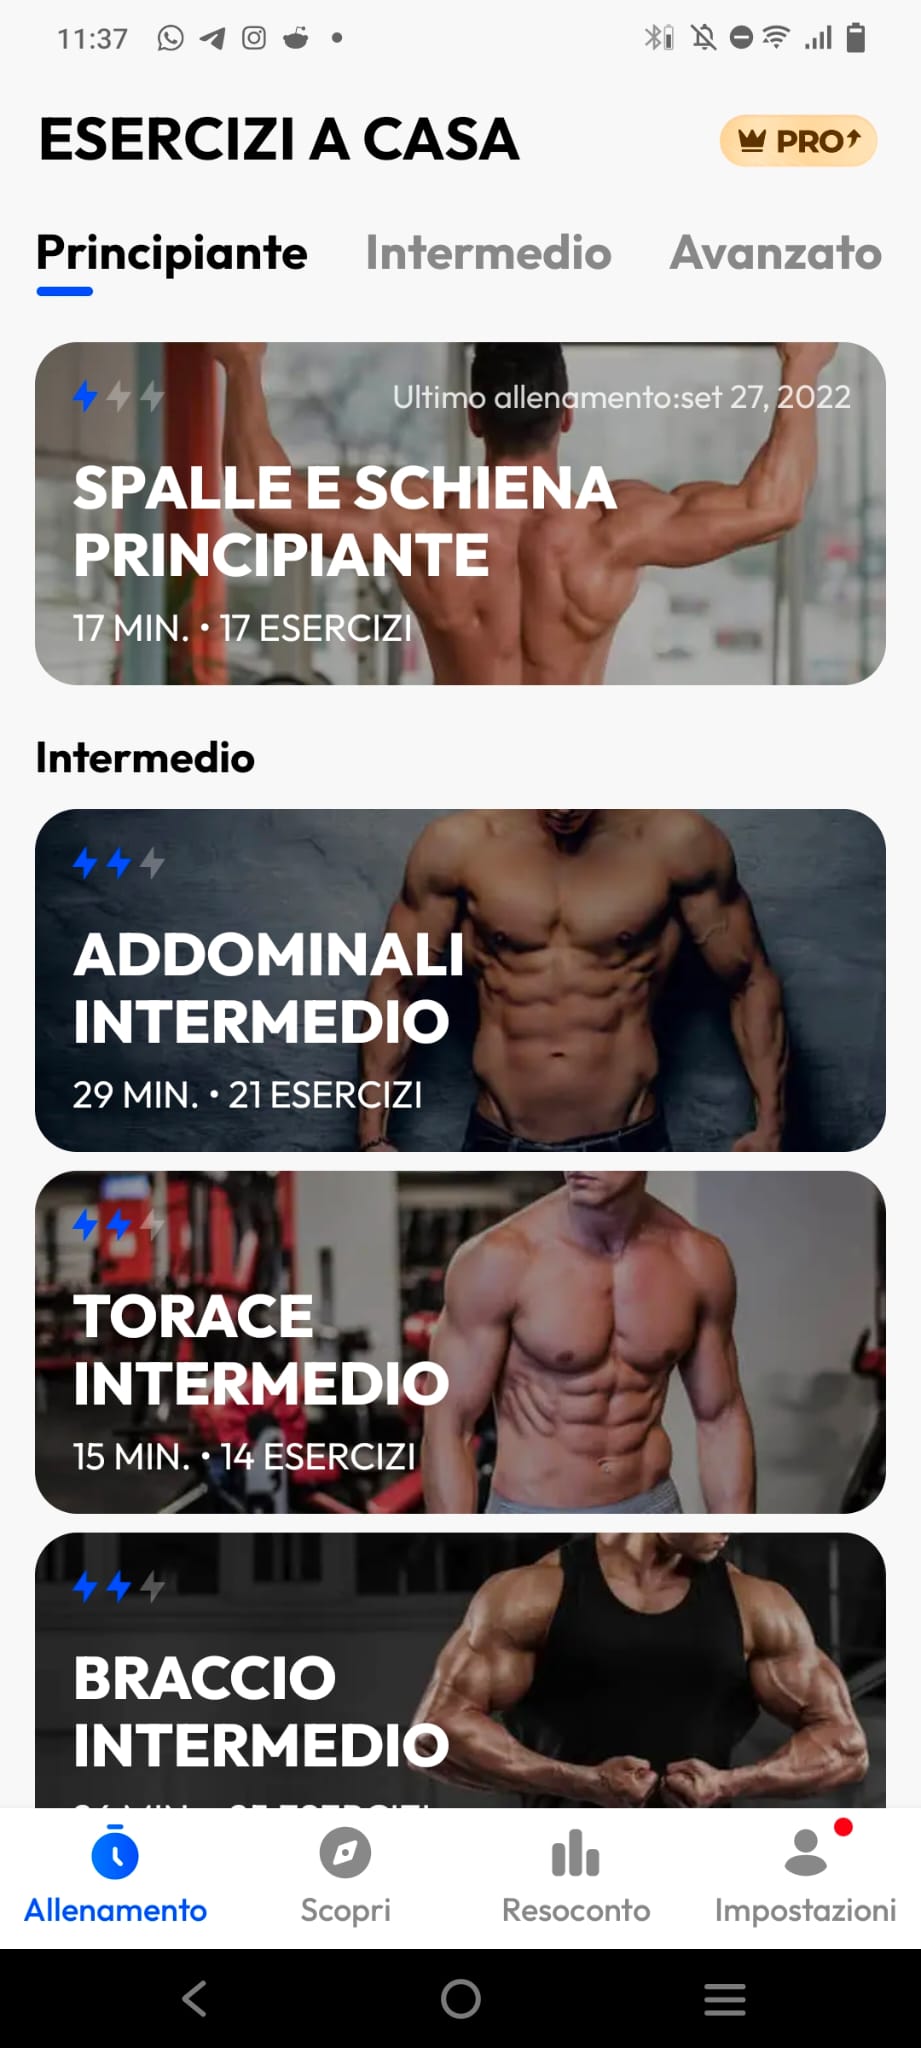 11:37
ESERCIZI A CASA
PRO
Principiante Intermedio Avanzato
Ultimo allenamento:set 27, 2022
SPALLE E SCHIENA
PRINCIPIANTE
17 MIN. • 17 ESERCIZI
Intermedio
ADDOMINALI
INTERMEDIO
29 MIN. • 21 ESERCIZI
TORACE
INTERMEDIO
15 MIN. • 14 ESERCIZI
BRACCIO
INTERMEDIO
Allenamento Scopri Resoconto Impostazioni